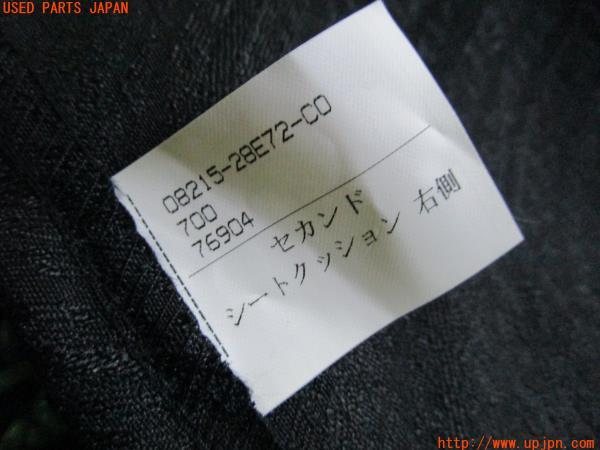 USED PARTS JAPAN
08215-28E72-C0
700
76904
セカンド
シートクッション 右側
http://www.upjpn.com/